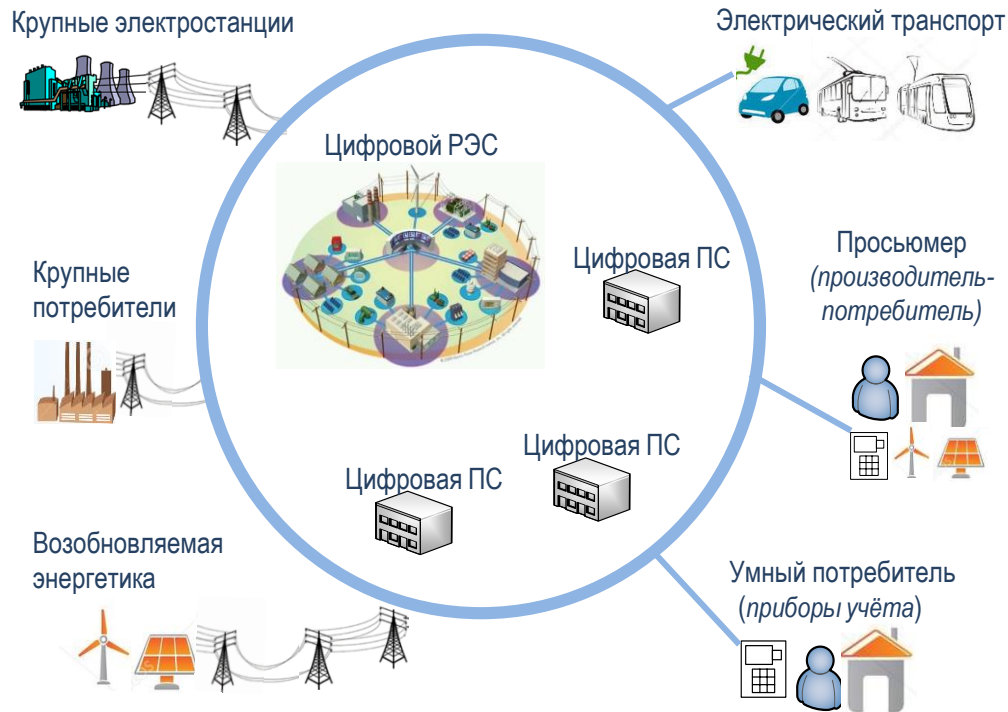 Крупные электростанции
Электрический транспорт
Цифровой РЭС
Цифровая ПС
Просьюмер
(производитель-
потребитель)
Крупные
потребители
Цифровая ПС
Цифровая ПС
Возобновляемая
энергетика
Умный потребитель
(приборы учёта)